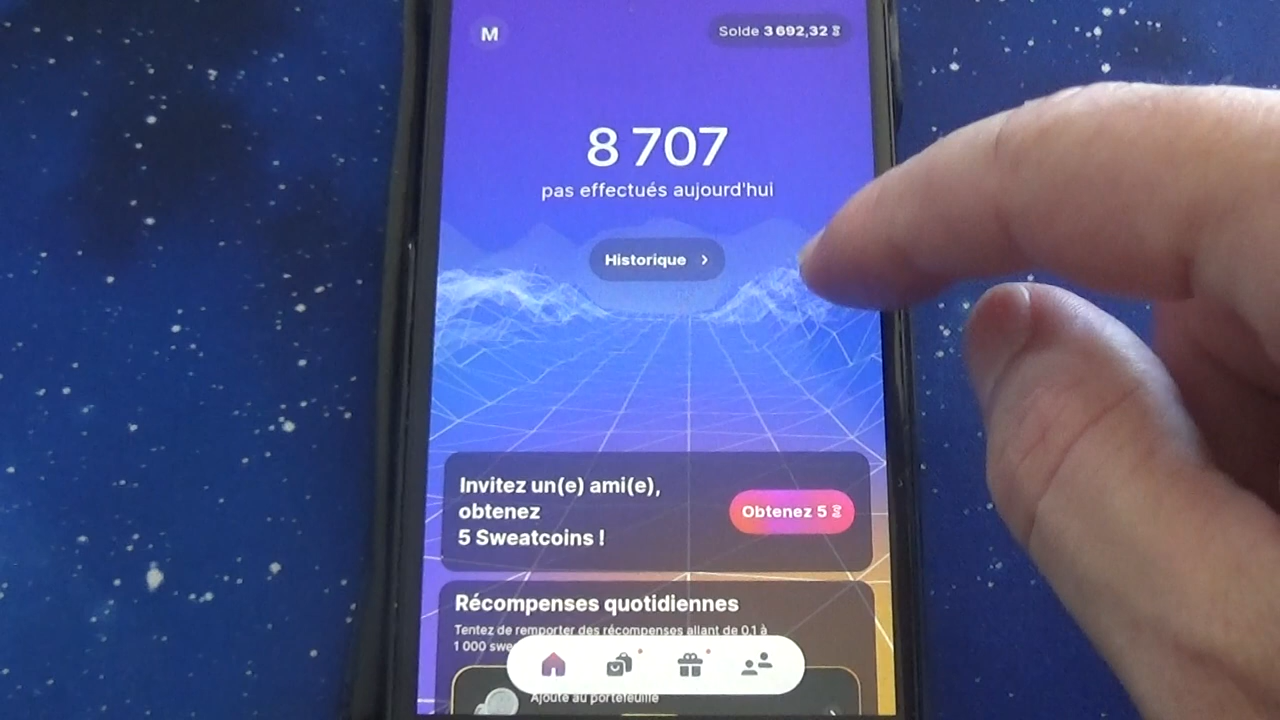 M
Solde 3 692,32
8 707
pas effectués aujourd'hui
Historique
Invitez un(e) ami(e),
obtenez
5 Sweatcoins !
Obtenez 5
Récompenses quotidiennes
Tentez de remporter des récompenses allant de 0,1 à
1 000
Ajouté au portefeuille